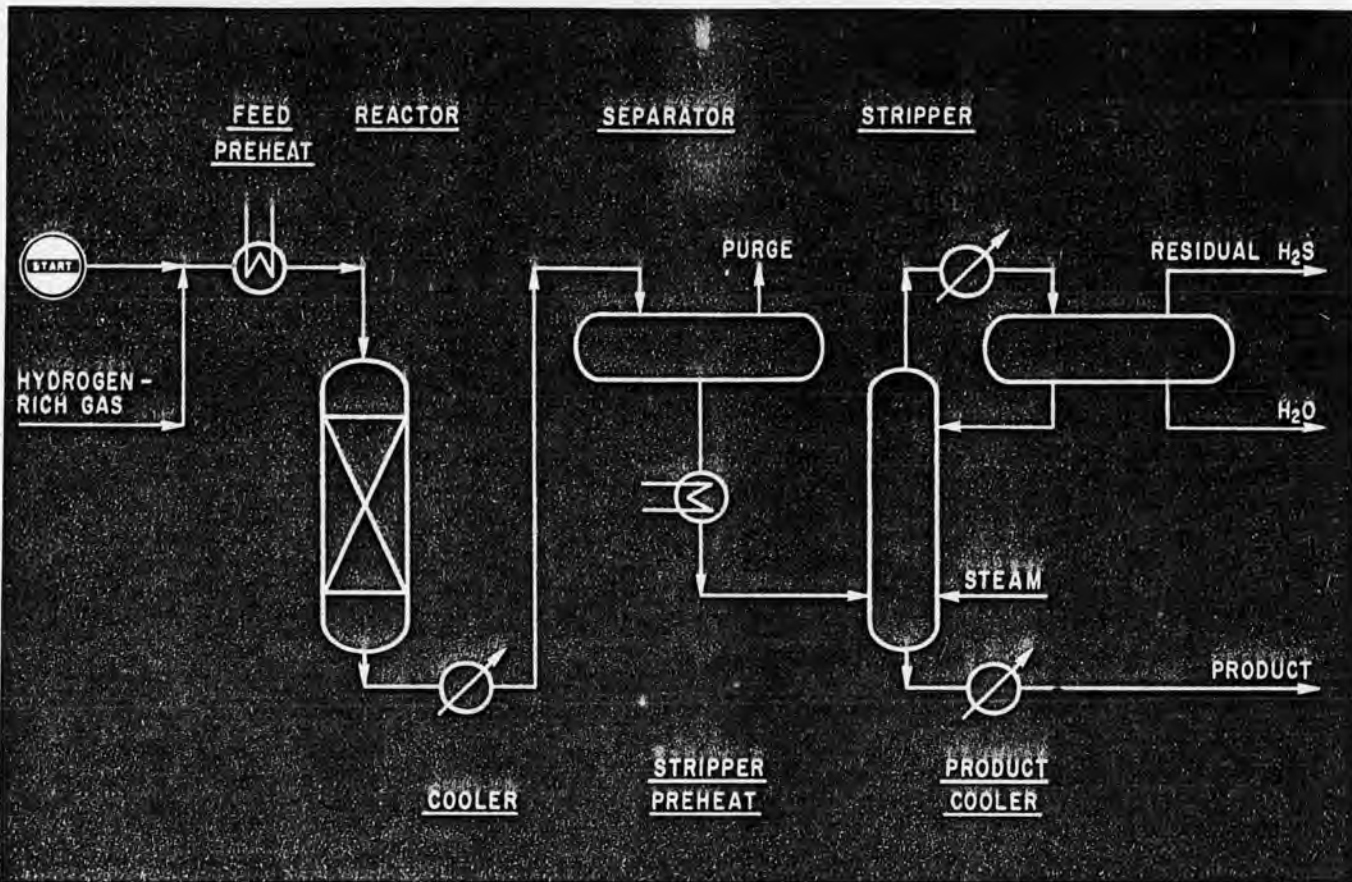 FEED
PREHEAT
REACTOR
SEPARATOR
STRIPPER
START
PURGE
RESIDUAL H₂S
HYDROGEN-
RICH GAS
H₂O
STEAM
PRODUCT
COOLER
STRIPPER
PREHEAT
PRODUCT
COOLER